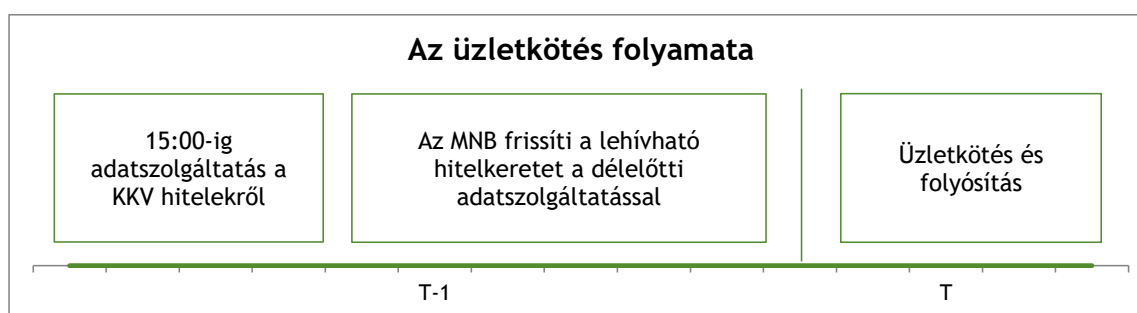 Az üzletkötés folyamata
15:00-ig
adatszolgáltatás a
KKV hitelekről
Az MNB frissíti a lehívható
hitelkeretet a délelőtti
adatszolgáltatással
Üzletkötés és
folyósítás
T-1
T